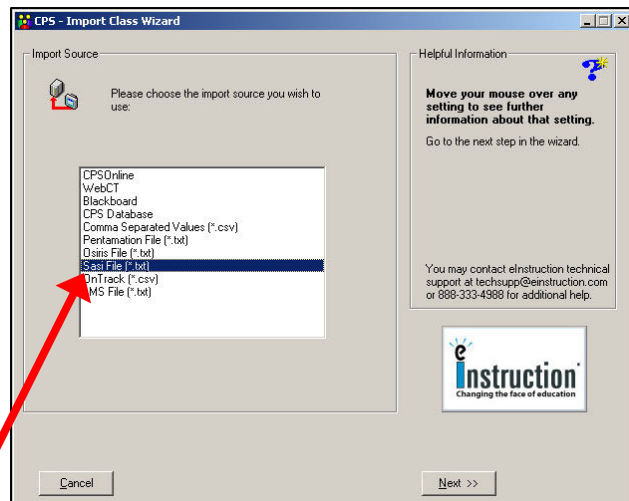 CPS - Import Class Wizard
Import Source
Please choose the import source you wish to
use:
CPSOnline
WebCT
Blackboard
CPS Database
Comma Separated Values (*.csv)
Pentamation File (*.txt)
Osiris File (*.txt)
Sasi File (*.txt)
OnTrack (*.csv)
File (*.txt)
Cancel
Helpful Information
Move your mouse over any
setting to see further
information about that setting.
Go to the next step in the wizard.
You may contact eInstruction technical
support at techsupp@einstruction.com
or 888-333-4988 for additional help.
eInstruction
Changing the face of education
Next >>